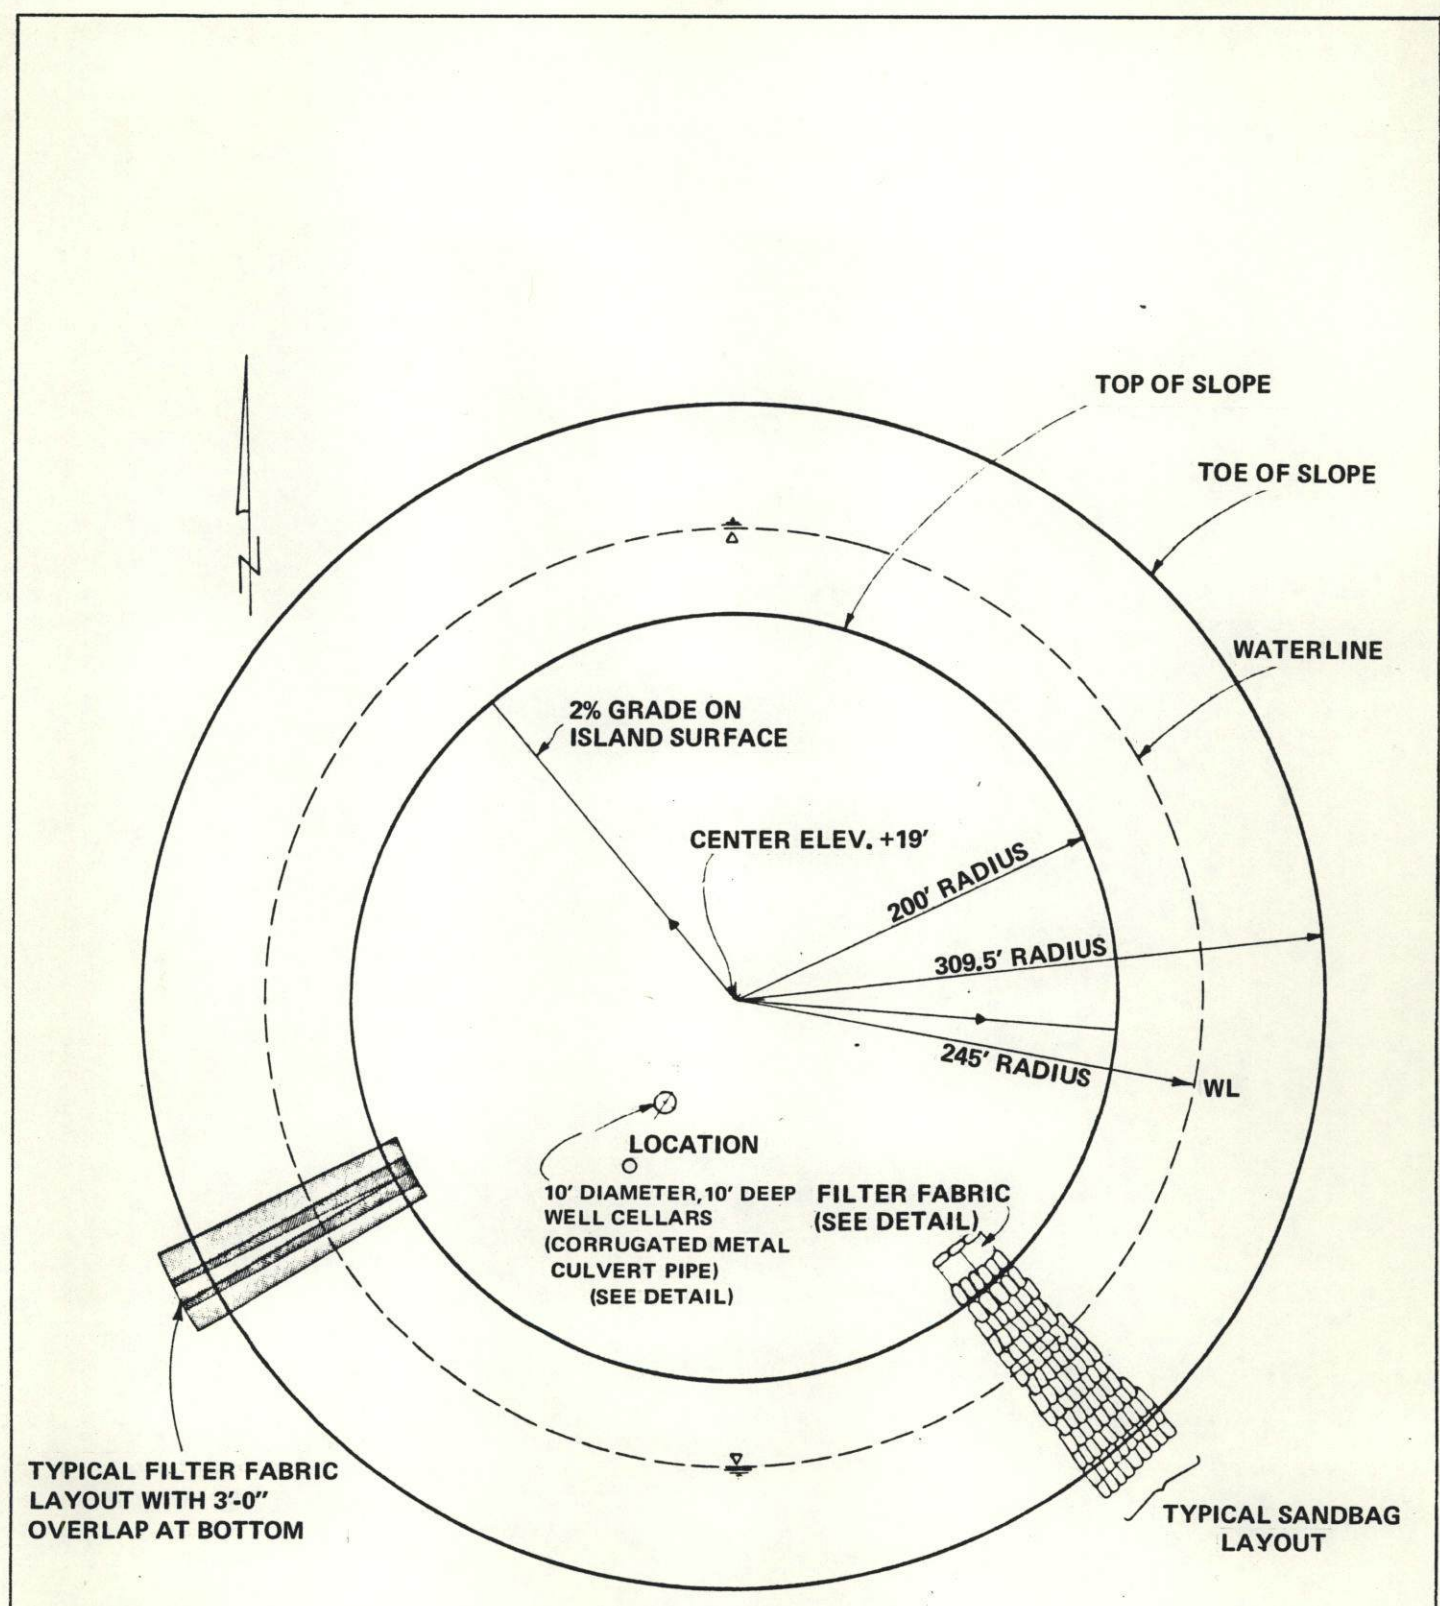 TOP OF SLOPE
TOE OF SLOPE
N
WATERLINE
2% GRADE ON
ISLAND SURFACE
CENTER ELEV. +19'
200' RADIUS
309.5' RADIUS
245' RADIUS
WL
LOCATION
10' DIAMETER, 10' DEEP
WELL CELLARS
(CORRUGATED METAL
CULVERT PIPE)
(SEE DETAIL)
FILTER FABRIC
(SEE DETAIL)
TYPICAL FILTER FABRIC
LAYOUT WITH 3'-0"
OVERLAP AT BOTTOM
TYPICAL SANDBAG
LAYOUT